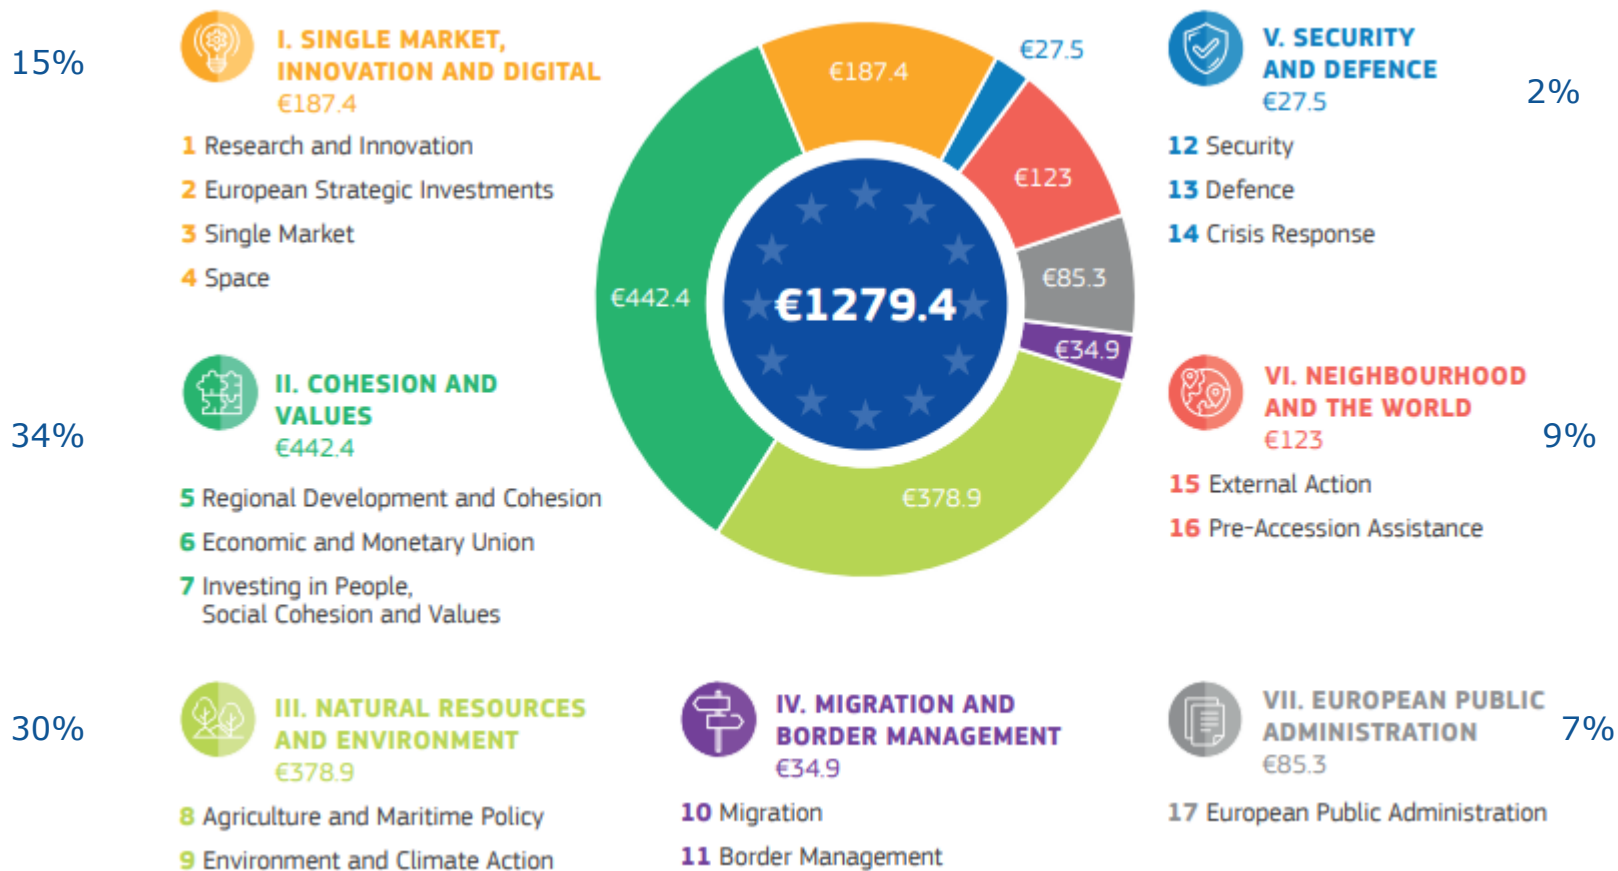 15%
I. SINGLE MARKET,
INNOVATION AND DIGITAL
€187.4
1 Research and Innovation
2 European Strategic Investments
3 Single Market
4 Space
34%
II. COHESION AND
VALUES
€442.4
5 Regional Development and Cohesion
6 Economic and Monetary Union
7 Investing in People,
Social Cohesion and Values
30%
III. NATURAL RESOURCES
AND ENVIRONMENT
€378.9
8 Agriculture and Maritime Policy
9 Environment and Climate Action
€187.4
€27.5
€123
€85.3
€34.9
€378.9
€442.4
€1279.4
IV. MIGRATION AND
BORDER MANAGEMENT
€34.9
10 Migration
11 Border Management
V. SECURITY
AND DEFENCE
€27.5
2%
12 Security
13 Defence
14 Crisis Response
VI. NEIGHBOURHOOD
AND THE WORLD
€123
9%
15 External Action
16 Pre-Accession Assistance
VII. EUROPEAN PUBLIC
ADMINISTRATION
€85.3
7%
17 European Public Administration